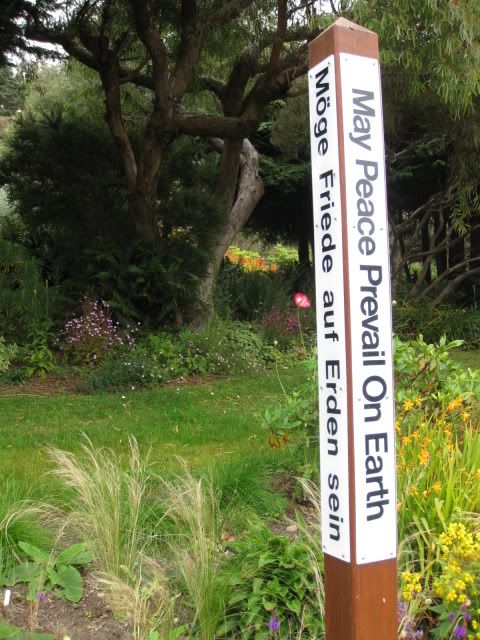 Möge Friede auf Erden sein
May Peace Prevail On Earth